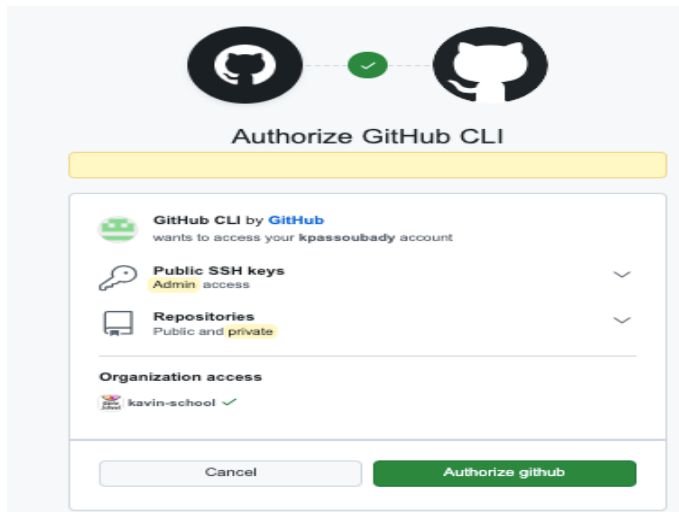 Authorize GitHub CLI
GitHub CLI by GitHub
wants to access your kpassoubady account
Public SSH keys
Admin access
Repositories
Public and private
Organization access
kavin-school
Cancel
Authorize github